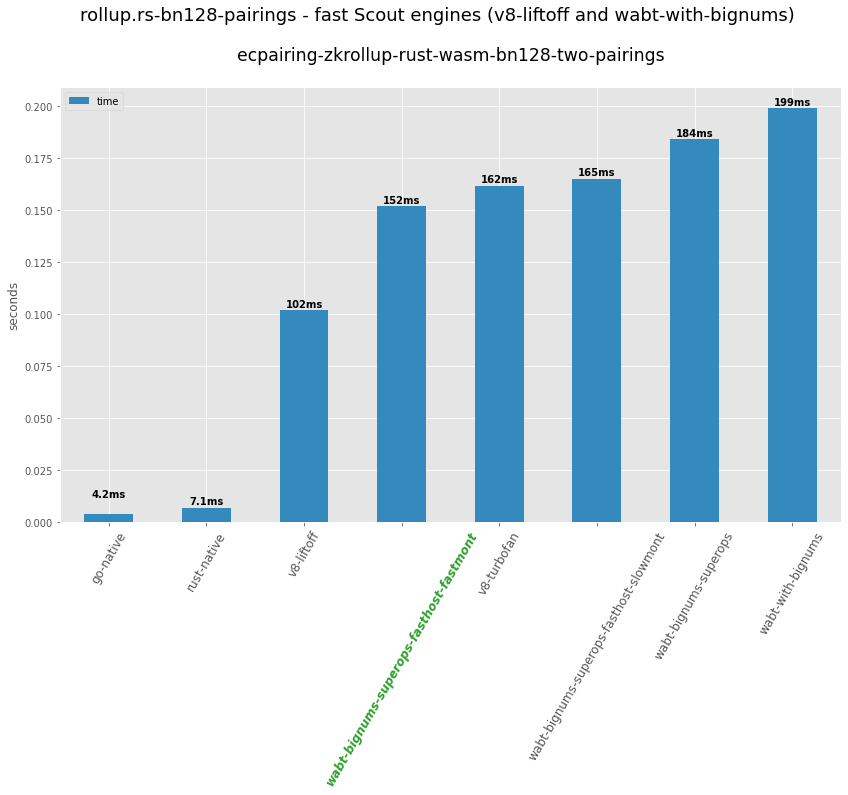 rollup.rs-bn128-pairings - fast Scout engines (v8-liftoff and wabt-with-bignums)
ecpairing-zkrollup-rust-wasm-bn128-two-pairings
time
seconds
0.200
0.175
0.150
0.125
0.100
0.075
0.050
0.025
0.000
4.2ms
7.1ms
102ms
152ms
162ms
165ms
184ms
199ms
go-native
rust-native
v8-liftoff
wabt-bignums-superops-fasthost-fastmont
v8-turbofan
wabt-bignums-superops-fasthost-slowmont
wabt-bignums-superops
wabt-with-bignums